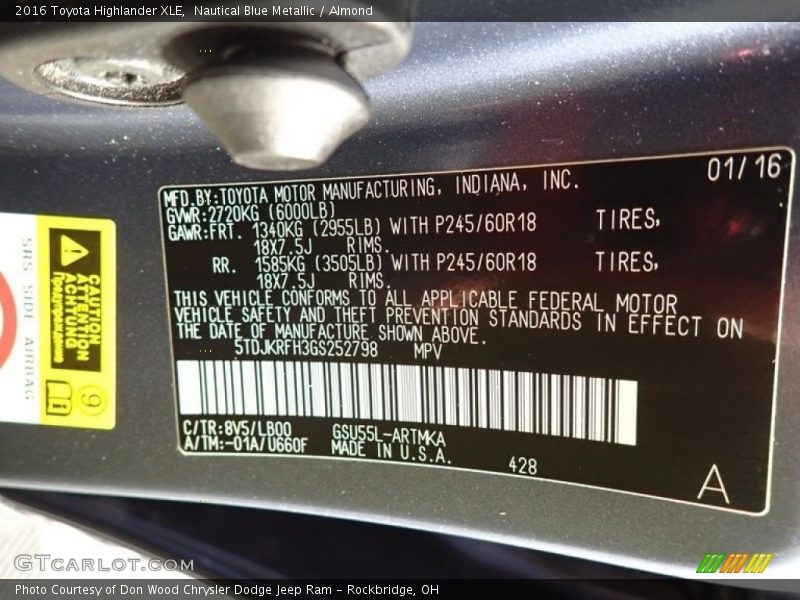 2016 Toyota Highlander XLE, Nautical Blue Metallic / Almond
01/16
MFD.BY:TOYOTA MOTOR MANUFACTURING, INDIANA, INC.
GVWR:2720KG (6000LB)
GAWR:FRT. 1340KG (2955LB) WITH P245/60R18 TIRES,
18X7.5J RIMS.
RR. 1585KG (3505LB) WITH P245/60R18 TIRES,
18X7.5J RIMS.
THIS VEHICLE CONFORMS TO ALL APPLICABLE FEDERAL MOTOR
VEHICLE SAFETY AND THEFT PREVENTION STANDARDS IN EFFECT ON
THE DATE OF MANUFACTURE SHOWN ABOVE.
5TDJKRFH3GS252798 MPV
C/TR:8V5/LB00 GSU55L-ARTMKA
A/TM:-01A/U660F MADE IN U.S.A.
428
A
SRS SIDE AIRBAG
CAUTION
ATTENTION
ACHTUNG
Предупреждение
9
GTCARLOT.COM
Photo Courtesy of Don Wood Chrysler Dodge Jeep Ram – Rockbridge, OH